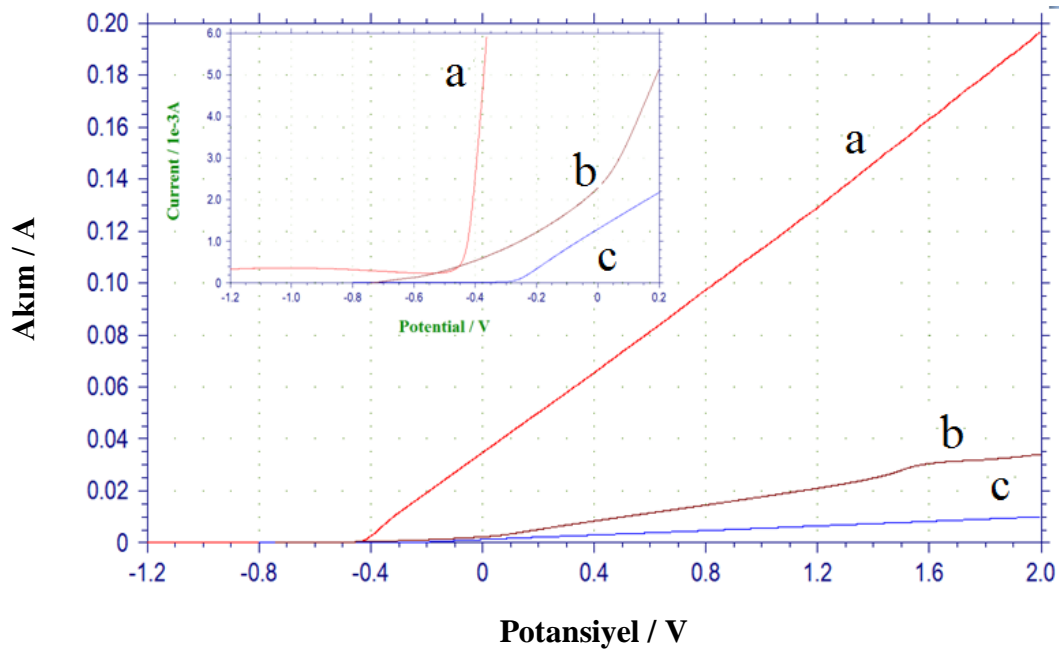 0.20
0.18
0.16
0.14
0.12
0.10
0.08
0.06
0.04
0.02
0
Akım / A
6.0
5.0
4.0
3.0
2.0
1.0
0
Current / 1e-3A
a
b
c
-1.2 -1.0 -0.8 -0.6 -0.4 -0.2 0 0.2
Potential / V
a
b
c
-1.2 -0.8 -0.4 0 0.4 0.8 1.2 1.6 2.0
Potansiyel / V